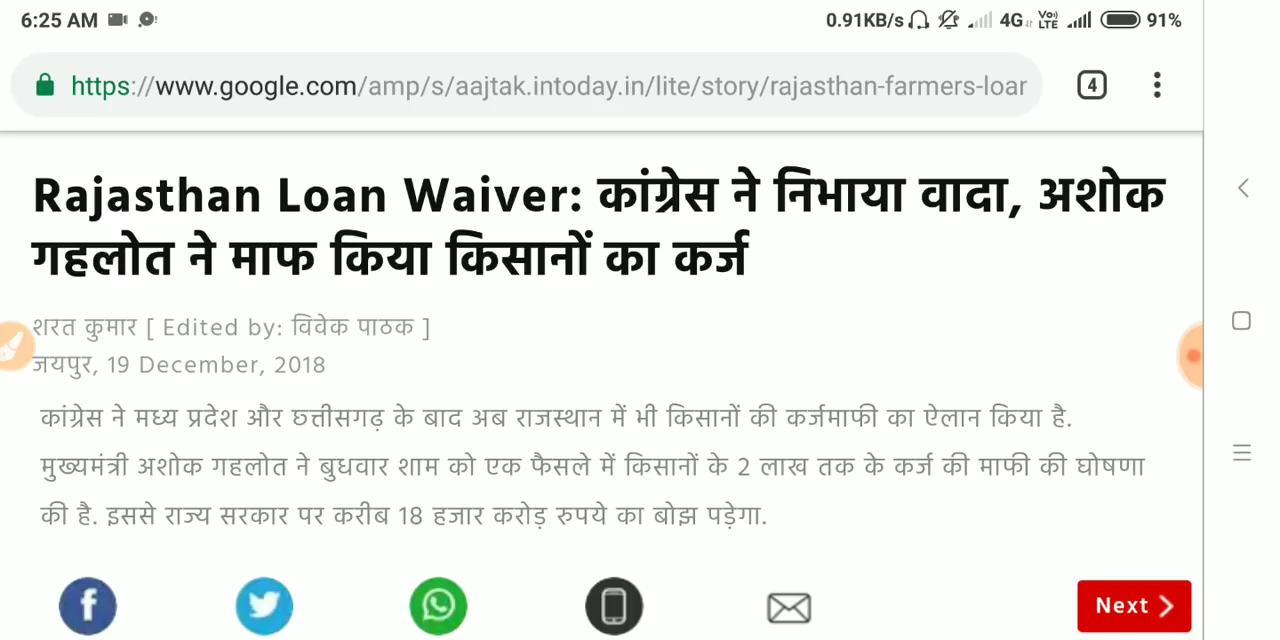 6:25 AM 0.91KB/s 4G Vo) LTE 91%
https://www.google.com/amp/s/aajtak.intoday.in/lite/story/rajasthan-farmers-loar 4
Rajasthan Loan Waiver: कांग्रेस ने निभाया वादा, अशोक
गहलोत ने माफ किया किसानों का कर्ज
शरत कुमार [ Edited by: विवेक पाठक ]
जयपुर, 19 December, 2018
कांग्रेस ने मध्य प्रदेश और छत्तीसगढ़ के बाद अब राजस्थान में भी किसानों की कर्जमाफी का ऐलान किया है.
मुख्यमंत्री अशोक गहलोत ने बुधवार शाम को एक फैसले में किसानों के 2 लाख तक के कर्ज की माफी की घोषणा
की है. इससे राज्य सरकार पर करीब 18 हजार करोड़ रुपये का बोझ पड़ेगा.
Next